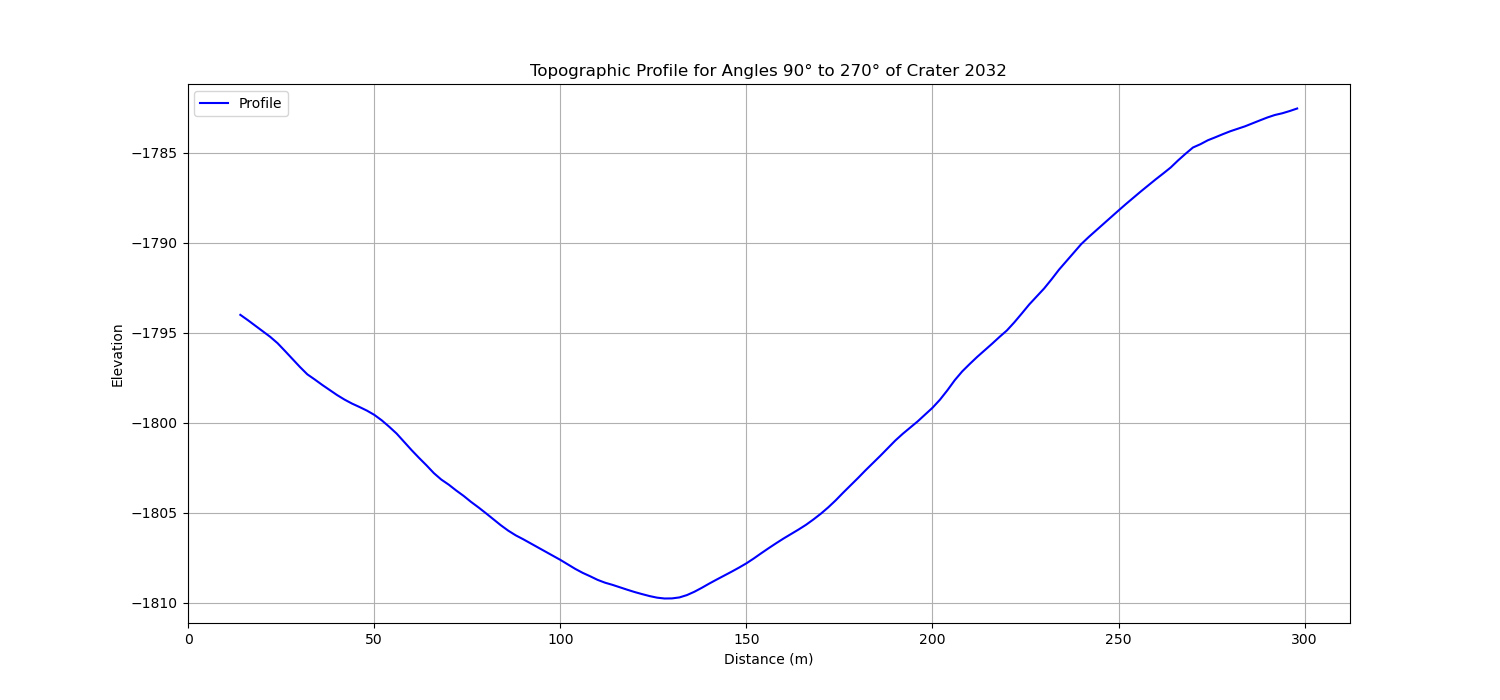 Topographic Profile for Angles 90° to 270° of Crater 2032
Profile
Elevation
−1785
−1790
−1795
−1800
−1805
−1810
0 50 100 150 200 250 300
Distance (m)